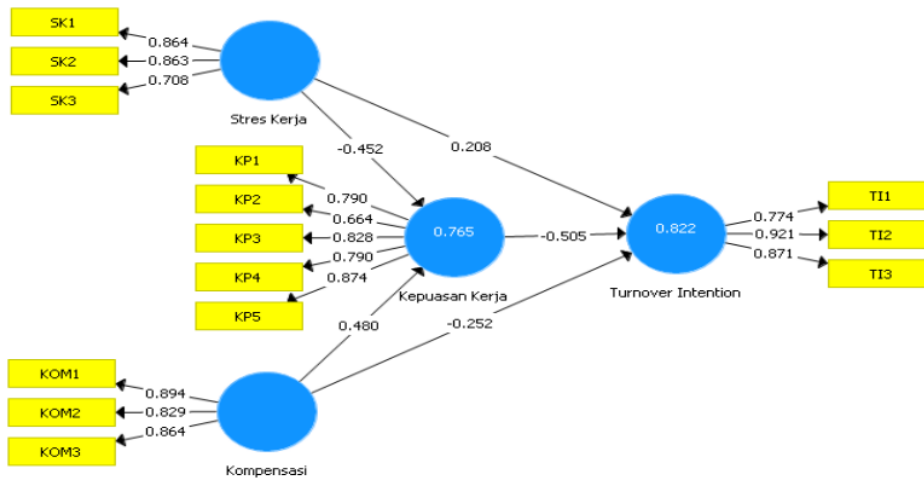 SK1
0.864
SK2
0.863
SK3
0.708
Stres Kerja
-0.452
0.208
KP1
0.790
KP2
0.664
KP3
0.828
KP4
0.790
KP5
0.874
0.765
Kepuasan Kerja
-0.505
0.822
Turnover Intention
0.774
TI1
0.921
TI2
0.871
TI3
0.480
-0.252
KOM1
0.894
KOM2
0.829
KOM3
0.864
Kompensasi